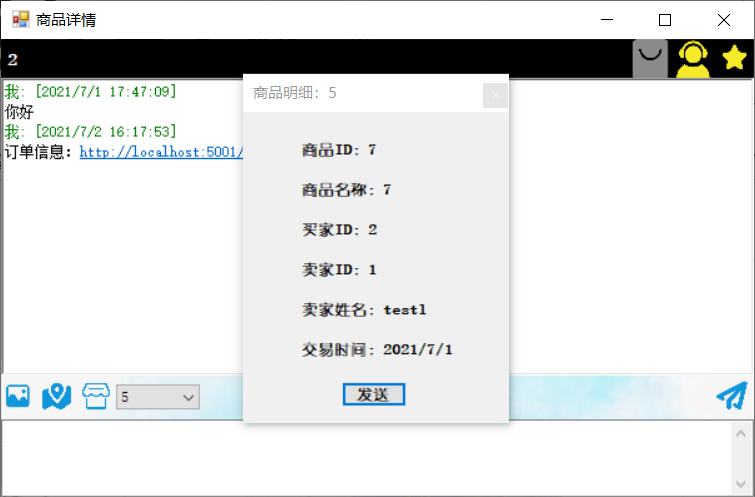 商品详情
2
我: [2021/7/1 17:47:09]
你好
我: [2021/7/2 16:17:53]
订单信息: http://localhost:5001/
商品明细: 5
商品ID: 7
商品名称: 7
买家ID: 2
卖家ID: 1
卖家姓名: test1
交易时间: 2021/7/1
发送
5